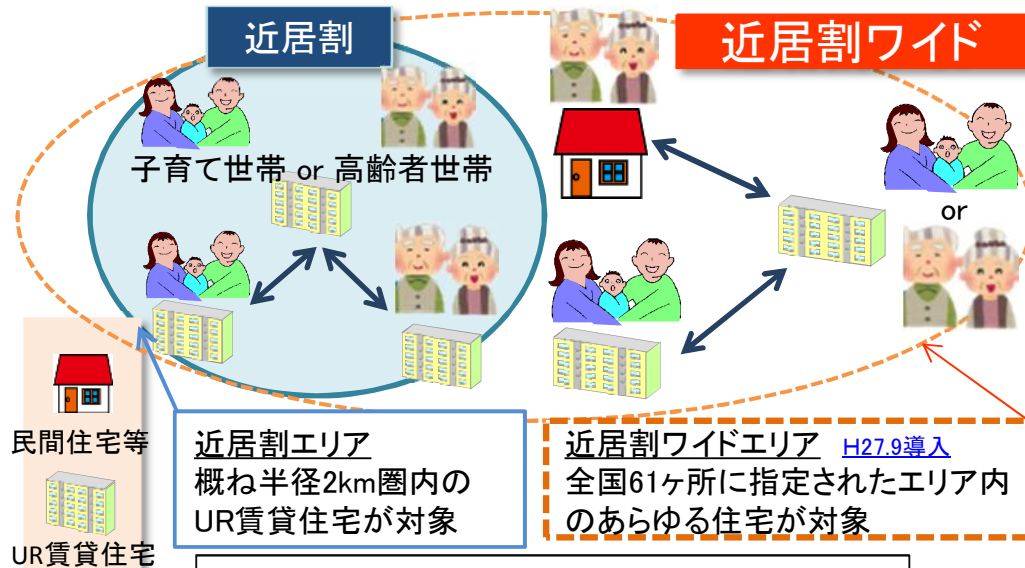 近居割
近居割ワイド
子育て世帯 or 高齢者世帯
or
民間住宅等
UR賃貸住宅
近居割エリア
概ね半径2km圏内の
UR賃貸住宅が対象
近居割ワイドエリア H27.9導入
全国61ヶ所に指定されたエリア内
のあらゆる住宅が対象